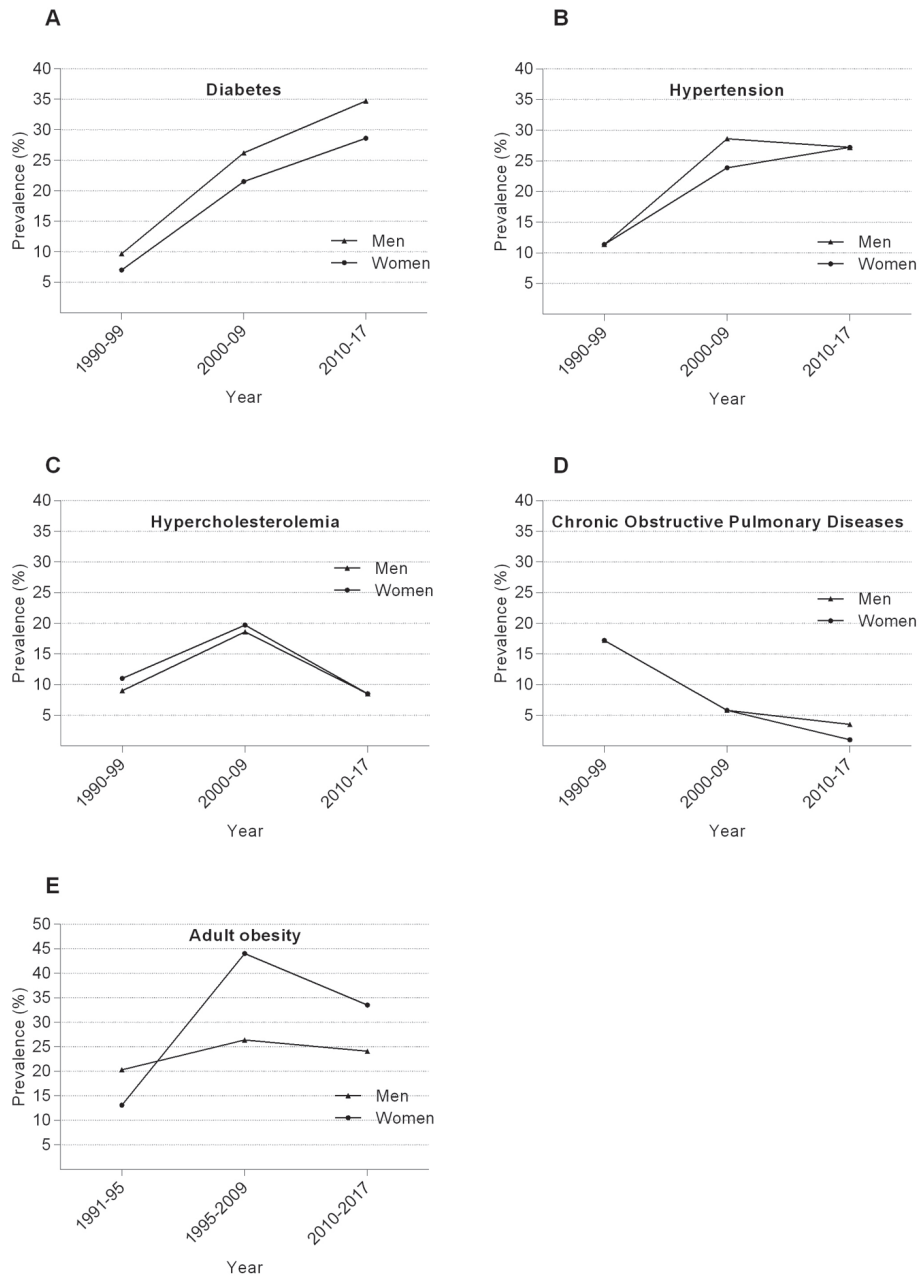 A
Diabetes
Prevalence (%)
40
35
30
25
20
15
10
5
Men
Women
1990-99
2000-09
2010-17
Year
B
Hypertension
Prevalence (%)
40
35
30
25
20
15
10
5
Men
Women
1990-99
2000-09
2010-17
Year
C
Hypercholesterolemia
Prevalence (%)
40
35
30
25
20
15
10
5
Men
Women
1990-99
2000-09
2010-17
Year
D
Chronic Obstructive Pulmonary Diseases
Prevalence (%)
40
35
30
25
20
15
10
5
Men
Women
1990-99
2000-09
2010-17
Year
E
Adult obesity
Prevalence (%)
50
45
40
35
30
25
20
15
10
5
Men
Women
1991-95
1995-2009
2010-2017
Year